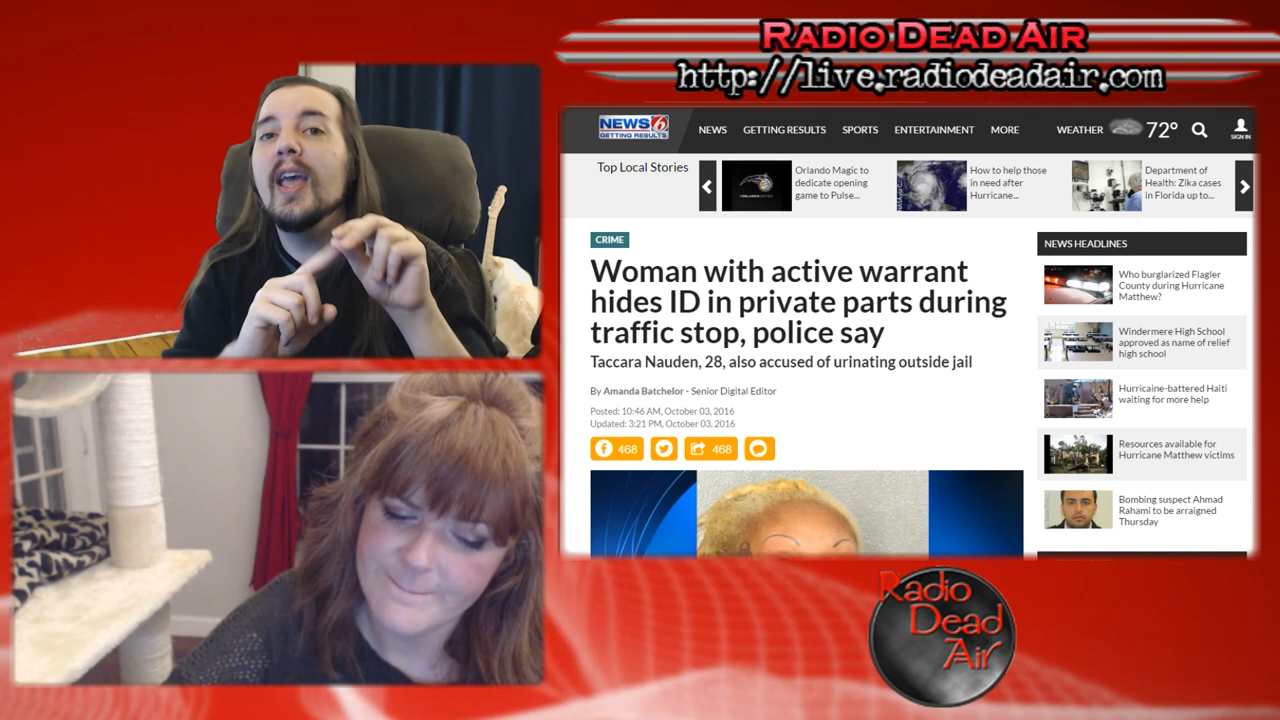 RADIO DEAD AIR
http://live.radiodeadair.com
NEWS 6
GETTING RESULTS
NEWS
GETTING RESULTS
SPORTS
ENTERTAINMENT
MORE
WEATHER
72°
SIGN IN
Top Local Stories
Orlando Magic to
dedicate opening
game to Pulse...
How to help those
in need after
Hurricane...
Department of
Health: Zika cases
in Florida up to...
CRIME
Woman with active warrant
hides ID in private parts during
traffic stop, police say
Taccara Nauden, 28, also accused of urinating outside jail
By Amanda Batchelor - Senior Digital Editor
Posted: 10:46 AM, October 03, 2016
Updated: 3:21 PM, October 03, 2016
468
468
NEWS HEADLINES
Who burglarized Flagler
County during Hurricane
Matthew?
Windermere High School
approved as name of relief
high school
Hurricaine-battered Haiti
waiting for more help
Resources available for
Hurricane Matthew victims
Bombing suspect Ahmad
Rahami to be arraigned
Thursday
Radio
Dead
Air